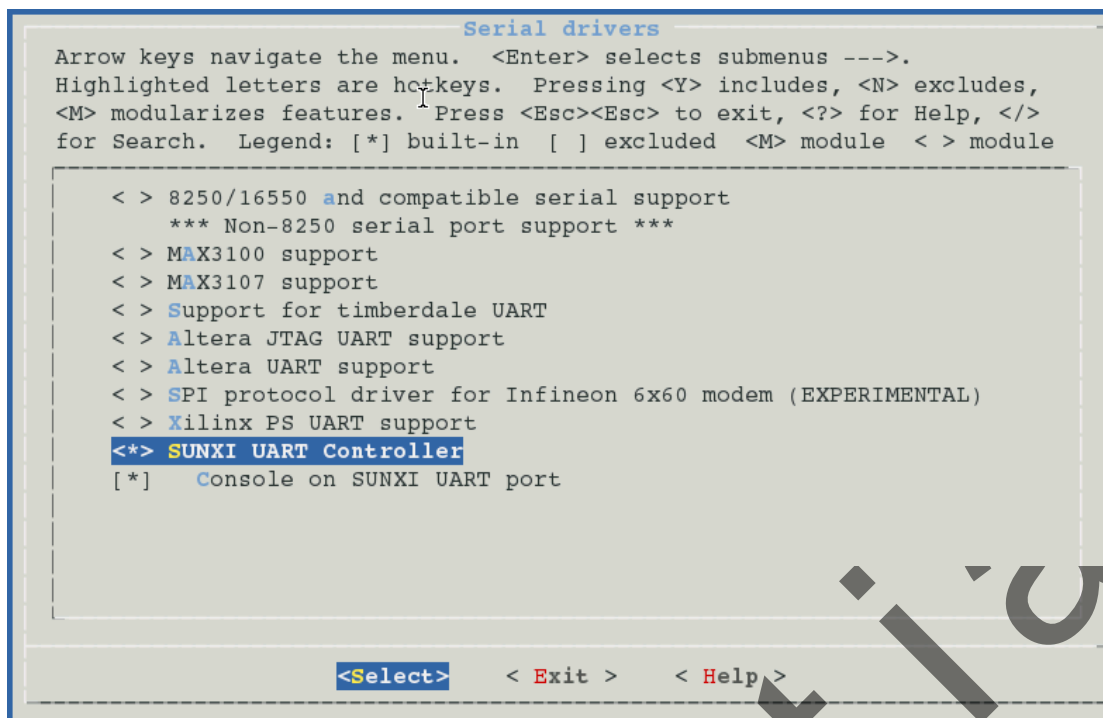 Serial drivers
Arrow keys navigate the menu.  <Enter> selects submenus --->.
Highlighted letters are hotkeys.  Pressing <Y> includes, <N> excludes,
<M> modularizes features.  Press <Esc><Esc> to exit, <?> for Help, </>
for Search.  Legend: [*] built-in  [ ] excluded  <M> module  < > module
< > 8250/16550 and compatible serial support
*** Non-8250 serial port support ***
< > MAX3100 support
< > MAX3107 support
< > Support for timberdale UART
< > Altera JTAG UART support
< > Altera UART support
< > SPI protocol driver for Infineon 6x60 modem (EXPERIMENTAL)
< > Xilinx PS UART support
<*> SUNXI UART Controller
[*]   Console on SUNXI UART port
<Select>    < Exit >    < Help >